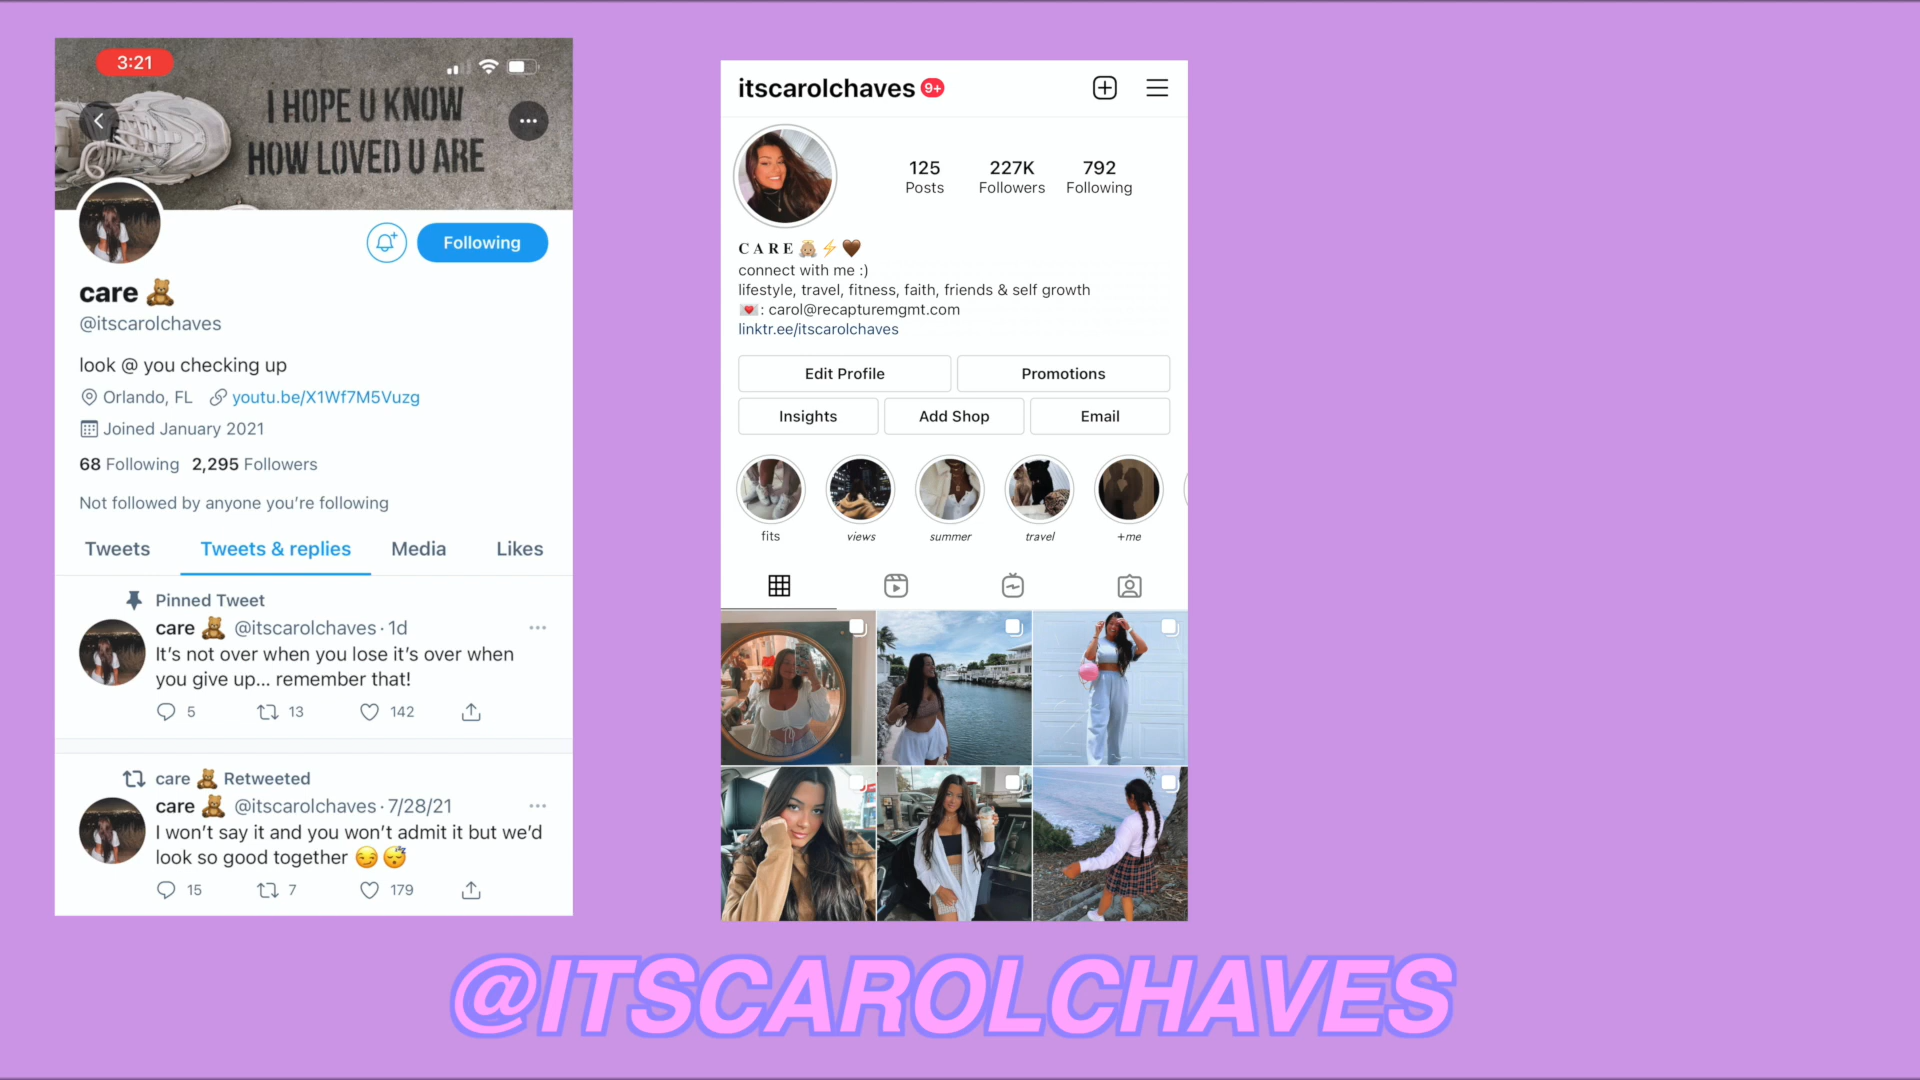 3:21
I HOPE U KNOW
HOW LOVED U ARE
Following
care 🧸
@itscarolchaves
look @ you checking up
Orlando, FL youtu.be/X1Wf7M5Vuzg
Joined January 2021
68 Following 2,295 Followers
Not followed by anyone you’re following
Tweets Tweets & replies Media Likes
Pinned Tweet
care 🧸 @itscarolchaves · 1d
It’s not over when you lose it’s over when
you give up... remember that!
5 13 142
care 🧸 Retweeted
care 🧸 @itscarolchaves · 7/28/21
I won’t say it and you won’t admit it but we’d
look so good together 😏😴
15 7 179
itscarolchaves 9+
125 227K 792
Posts Followers Following
𝐂 𝐀 𝐑 𝐄 👼🏼⚡️🤎
connect with me :)
lifestyle, travel, fitness, faith, friends & self growth
💌: carol@recapturemgmt.com
linktr.ee/itscarolchaves
Edit Profile Promotions
Insights Add Shop Email
fits views summer travel +me
@ITSCAROLCHAVES